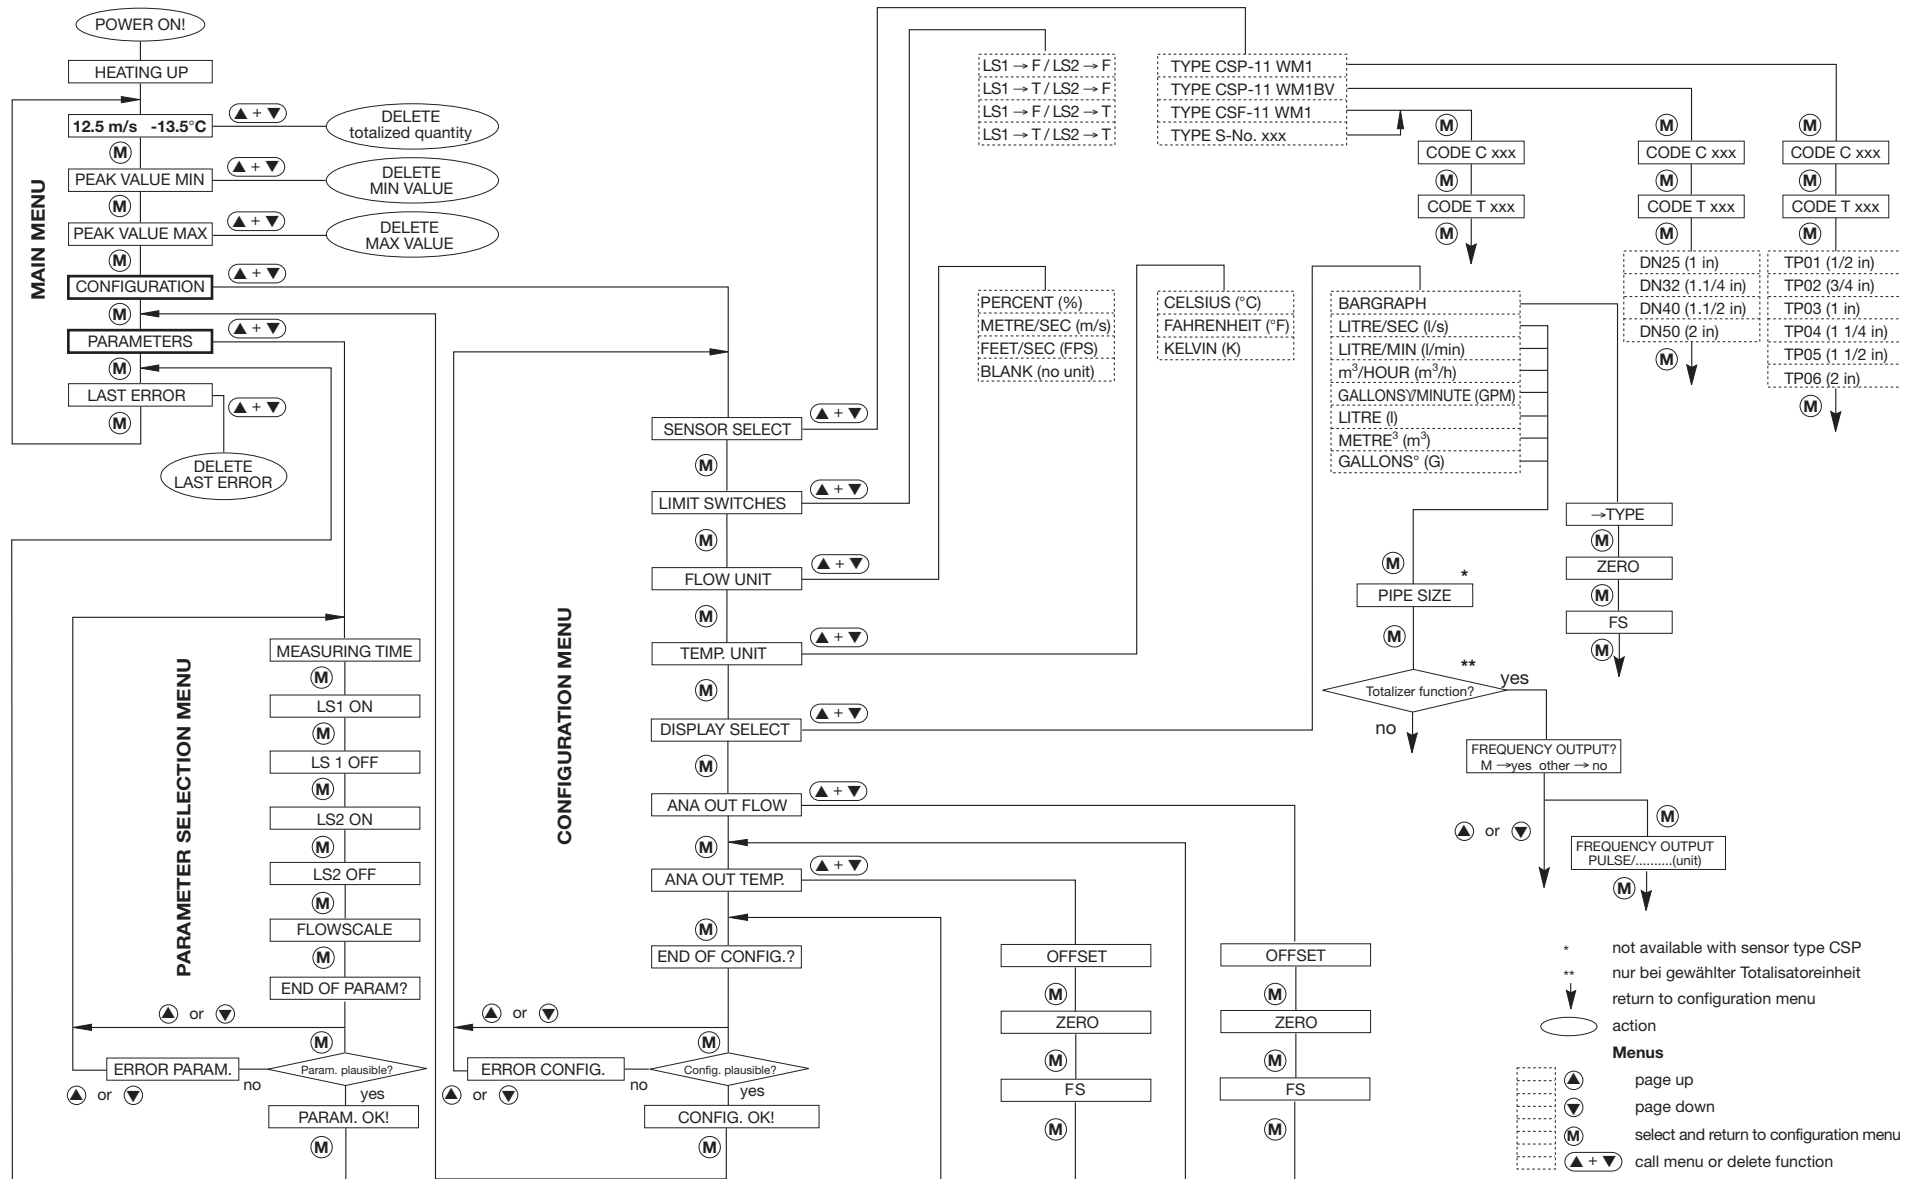 POWER ON!
HEATING UP
12.5 m/s -13.5°C
▲ + ▼
DELETE
totalized quantity
M
PEAK VALUE MIN
▲ + ▼
DELETE
MIN VALUE
M
PEAK VALUE MAX
▲ + ▼
DELETE
MAX VALUE
M
CONFIGURATION
▲ + ▼
M
PARAMETERS
▲ + ▼
M
LAST ERROR
▲ + ▼
M
DELETE
LAST ERROR
MAIN MENU
PARAMETER SELECTION MENU
MEASURING TIME
M
LS1 ON
M
LS 1 OFF
M
LS2 ON
M
LS2 OFF
M
FLOWSCALE
M
END OF PARAM?
▲ or ▼
M
ERROR PARAM.
no
Param. plausible?
▲ or ▼
yes
PARAM. OK!
M
CONFIGURATION MENU
SENSOR SELECT
▲ + ▼
M
LIMIT SWITCHES
▲ + ▼
M
FLOW UNIT
▲ + ▼
M
TEMP. UNIT
▲ + ▼
M
DISPLAY SELECT
▲ + ▼
M
ANA OUT FLOW
▲ + ▼
M
ANA OUT TEMP.
▲ + ▼
M
END OF CONFIG.?
▲ or ▼
M
ERROR CONFIG.
no
Config. plausible?
▲ or ▼
yes
CONFIG. OK!
M
LS1 → F / LS2 → F
LS1 → T / LS2 → F
LS1 → F / LS2 → T
LS1 → T / LS2 → T
TYPE CSP-11 WM1
TYPE CSP-11 WM1BV
TYPE CSF-11 WM1
TYPE S-No. xxx
M
CODE C xxx
M
CODE T xxx
M
M
CODE C xxx
M
CODE T xxx
M
DN25 (1 in)
DN32 (1.1/4 in)
DN40 (1.1/2 in)
DN50 (2 in)
M
M
CODE C xxx
M
CODE T xxx
M
TP01 (1/2 in)
TP02 (3/4 in)
TP03 (1 in)
TP04 (1 1/4 in)
TP05 (1 1/2 in)
TP06 (2 in)
M
PERCENT (%)
METRE/SEC (m/s)
FEET/SEC (FPS)
BLANK (no unit)
CELSIUS (°C)
FAHRENHEIT (°F)
KELVIN (K)
BARGRAPH
LITRE/SEC (l/s)
LITRE/MIN (l/min)
m³/HOUR (m³/h)
GALLONS)/MINUTE (GPM)
LITRE (l)
METRE³ (m³)
GALLONS° (G)
→TYPE
M
ZERO
M
FS
M
M
*
PIPE SIZE
M
**
Totalizer function?
yes
no
FREQUENCY OUTPUT?
M →yes other → no
▲ or ▼
M
FREQUENCY OUTPUT
PULSE/..........(unit)
M
OFFSET
M
ZERO
M
FS
M
OFFSET
M
ZERO
M
FS
M
* not available with sensor type CSP
** nur bei gewählter Totalisatoreinheit
return to configuration menu
action
Menus
▲ page up
▼ page down
M select and return to configuration menu
▲ + ▼ call menu or delete function